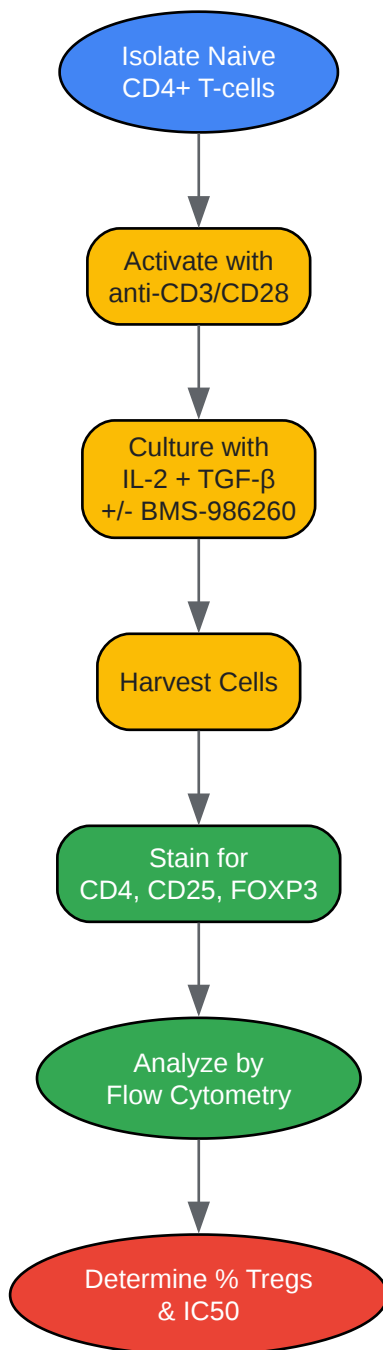 Isolate Naive
CD4+ T-cells
Activate with
anti-CD3/CD28
Culture with
IL-2 + TGF-β
+/- BMS-986260
Harvest Cells
Stain for
CD4, CD25, FOXP3
Analyze by
Flow Cytometry
Determine % Tregs
& IC50